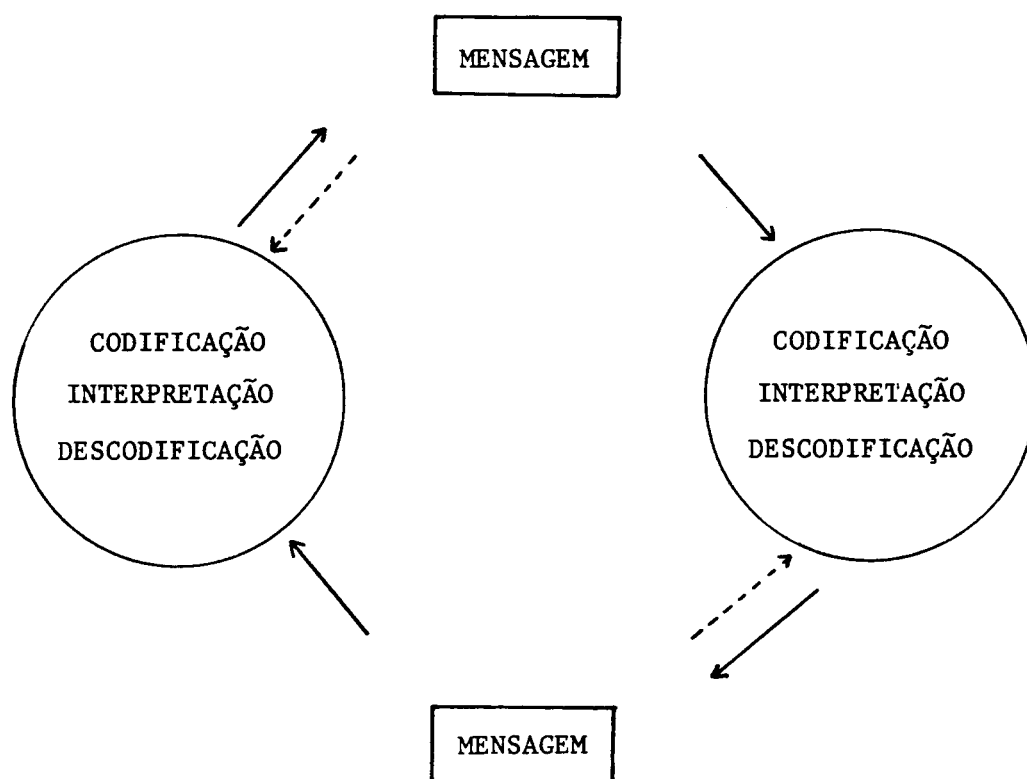 MENSAGEM
CODIFICAÇÃO
INTERPRETAÇÃO
DESCODIFICAÇÃO
CODIFICAÇÃO
INTERPRETAÇÃO
DESCODIFICAÇÃO
MENSAGEM